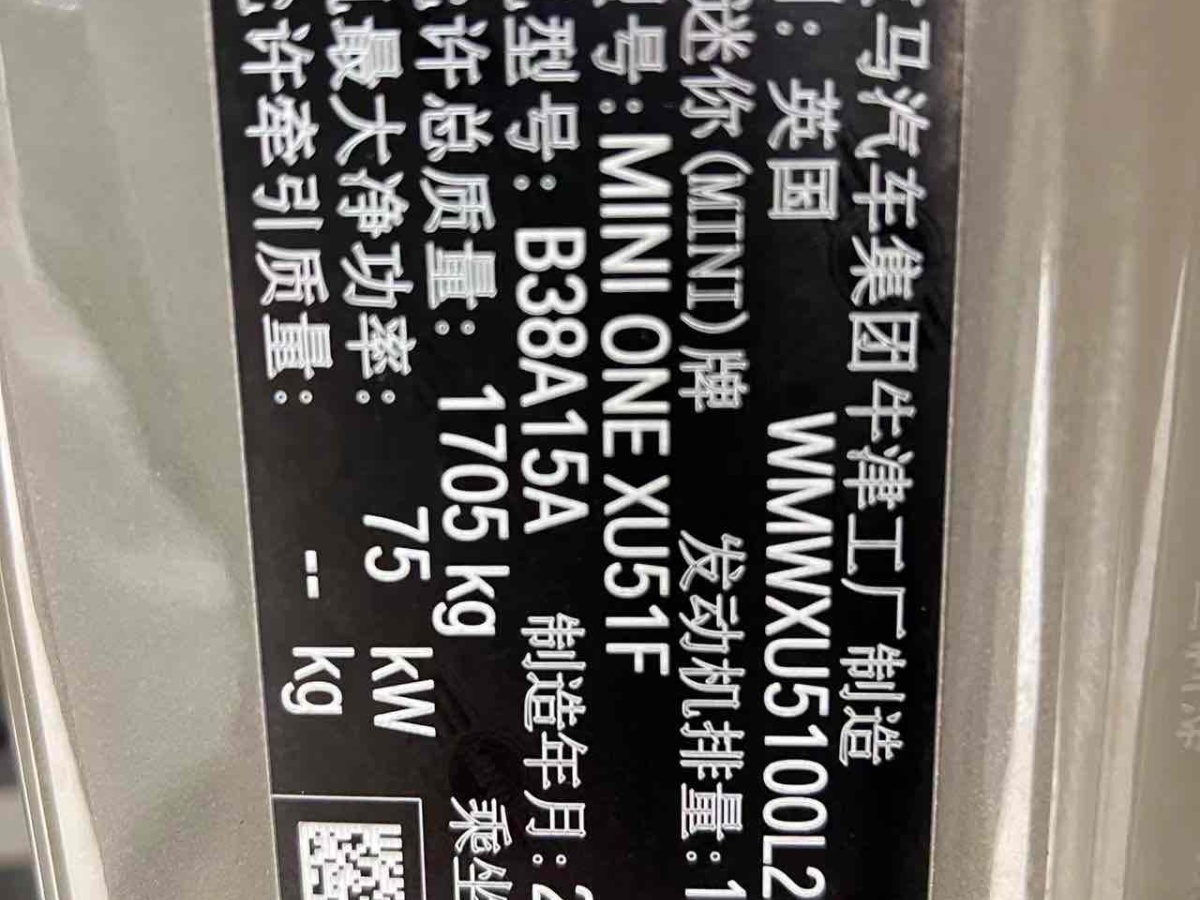 马汽车集团牛津工厂制造
: 英国 WMWXU5100L2
迷你(MINI)牌 发动机排量:1
号: MINI ONE XU51F
型号: B38A15A 制造年月:2
许总质量: 1705 kg 乘坐
最大净功率: 75 kW
许牵引质量: -- kg